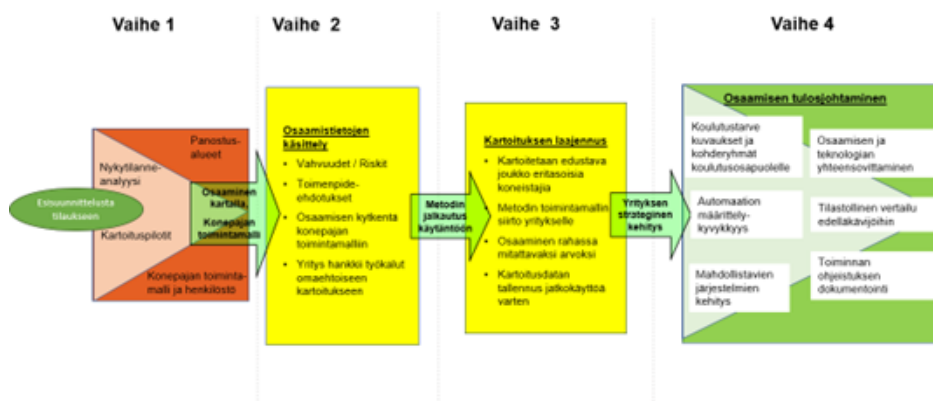 Vaihe 1
Vaihe 2
Vaihe 3
Vaihe 4
Esisuunnittelusta
tilaukseen
Nykytilanne-
analyysi
Kartoituspilotit
Panostus-
alueet
Konepajan toiminta-
malli ja henkilöstö
Osaaminen
kartalla,
Konepajan
toimintamalli
Osaamistietojen
käsittely
• Vahvuudet / Riskit
• Toimenpide-
ehdotukset
• Osaamisen kytkenta
konepajan
toimintamalliin
• Yritys hankkii työkalut
omaehtoiseen
kartoitukseen
Metodin
jalkautus
käytäntöön
Kartoituksen laajennus
• Kartoitetaan edustava
joukko eritasoisia
koneistajia
• Metodin toimintamallin
siirto yritykselle
• Osaaminen rahassa
mitattavaksi arvoksi
• Kartoitusdatan
tallennus jatkokäyttöä
varten
Yrityksen
strateginen
kehitys
Osaamisen tulosjohtaminen
Koulutustarve
kuvaukset ja
kohderyhmät
koulutusosapuolelle
Osaamisen ja
teknologian
yhteensovittaminen
Automaation
määrittely-
kyvykkyys
Tilastollinen vertailu
edelläkävijöihin
Mahdollistavien
järjestelmien
kehitys
Toiminnan
ohjeistuksen
dokumentointi